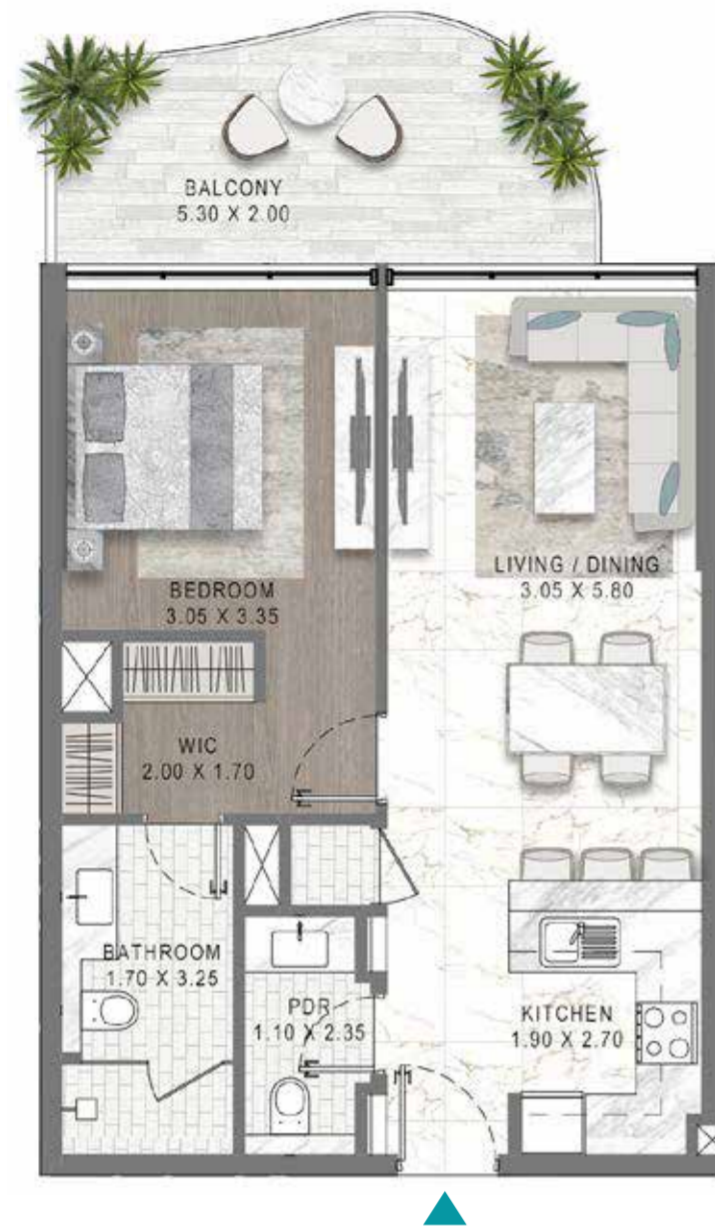 BALCONY
5.30 X 2.00
BEDROOM
3.05 X 3.35
LIVING / DINING
3.05 X 5.80
WIC
2.00 X 1.70
BATHROOM
1.70 X 3.25
PDR
1.10 X 2.35
KITCHEN
1.90 X 2.70